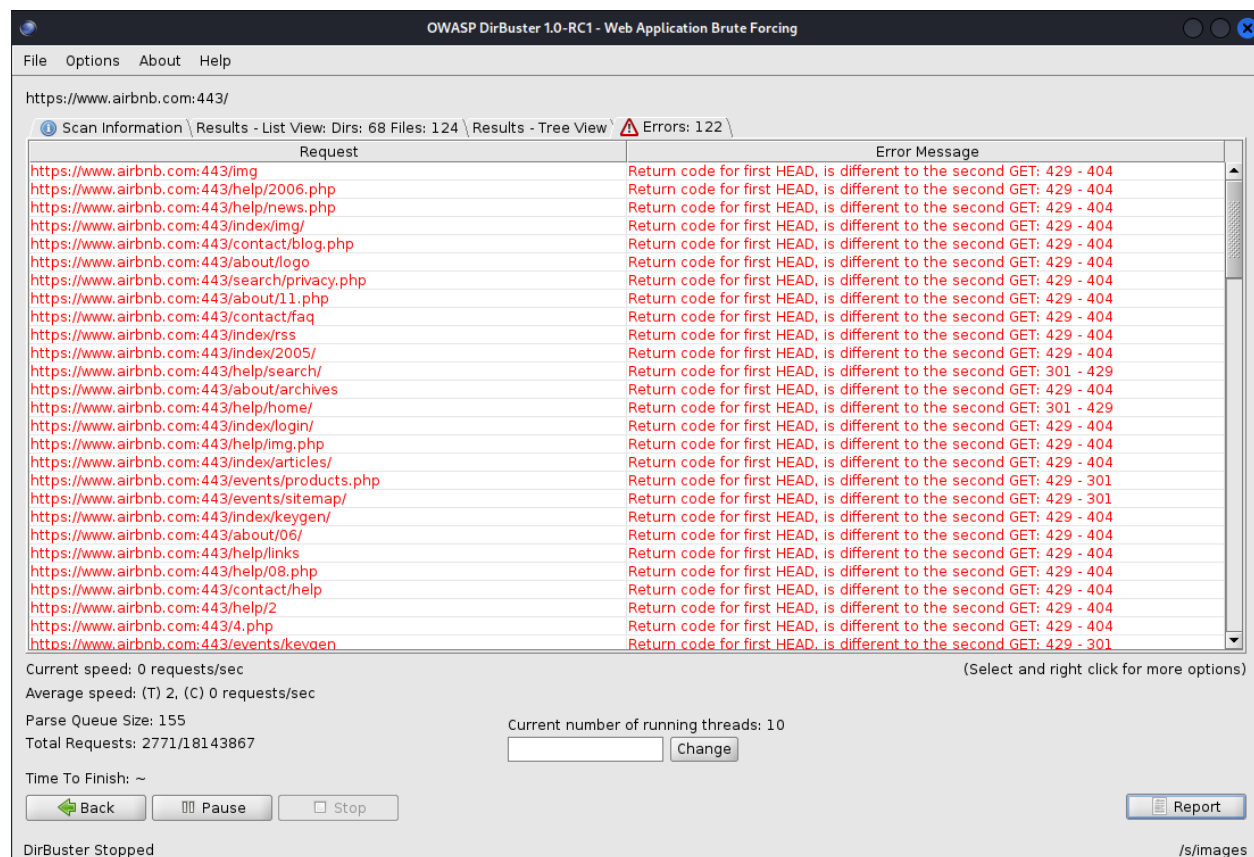 OWASP DirBuster 1.0-RC1 - Web Application Brute Forcing
File Options About Help
https://www.airbnb.com:443/
Scan Information \ Results - List View: Dirs: 68 Files: 124 \ Results - Tree View \ Errors: 122 \
Request Error Message
https://www.airbnb.com:443/img Return code for first HEAD, is different to the second GET: 429 - 404
https://www.airbnb.com:443/help/2006.php Return code for first HEAD, is different to the second GET: 429 - 404
https://www.airbnb.com:443/help/news.php Return code for first HEAD, is different to the second GET: 429 - 404
https://www.airbnb.com:443/index/img/ Return code for first HEAD, is different to the second GET: 429 - 404
https://www.airbnb.com:443/contact/blog.php Return code for first HEAD, is different to the second GET: 429 - 404
https://www.airbnb.com:443/about/logo Return code for first HEAD, is different to the second GET: 429 - 404
https://www.airbnb.com:443/search/privacy.php Return code for first HEAD, is different to the second GET: 429 - 404
https://www.airbnb.com:443/about/11.php Return code for first HEAD, is different to the second GET: 429 - 404
https://www.airbnb.com:443/contact/faq Return code for first HEAD, is different to the second GET: 429 - 404
https://www.airbnb.com:443/index/rss Return code for first HEAD, is different to the second GET: 429 - 404
https://www.airbnb.com:443/index/2005/ Return code for first HEAD, is different to the second GET: 429 - 404
https://www.airbnb.com:443/help/search/ Return code for first HEAD, is different to the second GET: 301 - 429
https://www.airbnb.com:443/about/archives Return code for first HEAD, is different to the second GET: 429 - 404
https://www.airbnb.com:443/help/home/ Return code for first HEAD, is different to the second GET: 301 - 429
https://www.airbnb.com:443/index/login/ Return code for first HEAD, is different to the second GET: 429 - 404
https://www.airbnb.com:443/help/img.php Return code for first HEAD, is different to the second GET: 429 - 404
https://www.airbnb.com:443/index/articles/ Return code for first HEAD, is different to the second GET: 429 - 404
https://www.airbnb.com:443/events/products.php Return code for first HEAD, is different to the second GET: 429 - 301
https://www.airbnb.com:443/events/sitemap/ Return code for first HEAD, is different to the second GET: 429 - 301
https://www.airbnb.com:443/index/keygen/ Return code for first HEAD, is different to the second GET: 429 - 404
https://www.airbnb.com:443/about/06/ Return code for first HEAD, is different to the second GET: 429 - 404
https://www.airbnb.com:443/help/links Return code for first HEAD, is different to the second GET: 429 - 404
https://www.airbnb.com:443/help/08.php Return code for first HEAD, is different to the second GET: 429 - 404
https://www.airbnb.com:443/contact/help Return code for first HEAD, is different to the second GET: 429 - 404
https://www.airbnb.com:443/help/2 Return code for first HEAD, is different to the second GET: 429 - 404
https://www.airbnb.com:443/4.php Return code for first HEAD, is different to the second GET: 429 - 404
https://www.airbnb.com:443/events/keygen Return code for first HEAD, is different to the second GET: 429 - 301
Current speed: 0 requests/sec (Select and right click for more options)
Average speed: (T) 2, (C) 0 requests/sec
Parse Queue Size: 155
Current number of running threads: 10
Total Requests: 2771/18143867
Change
Time To Finish: ~
Back Pause Stop Report
DirBuster Stopped /s/images